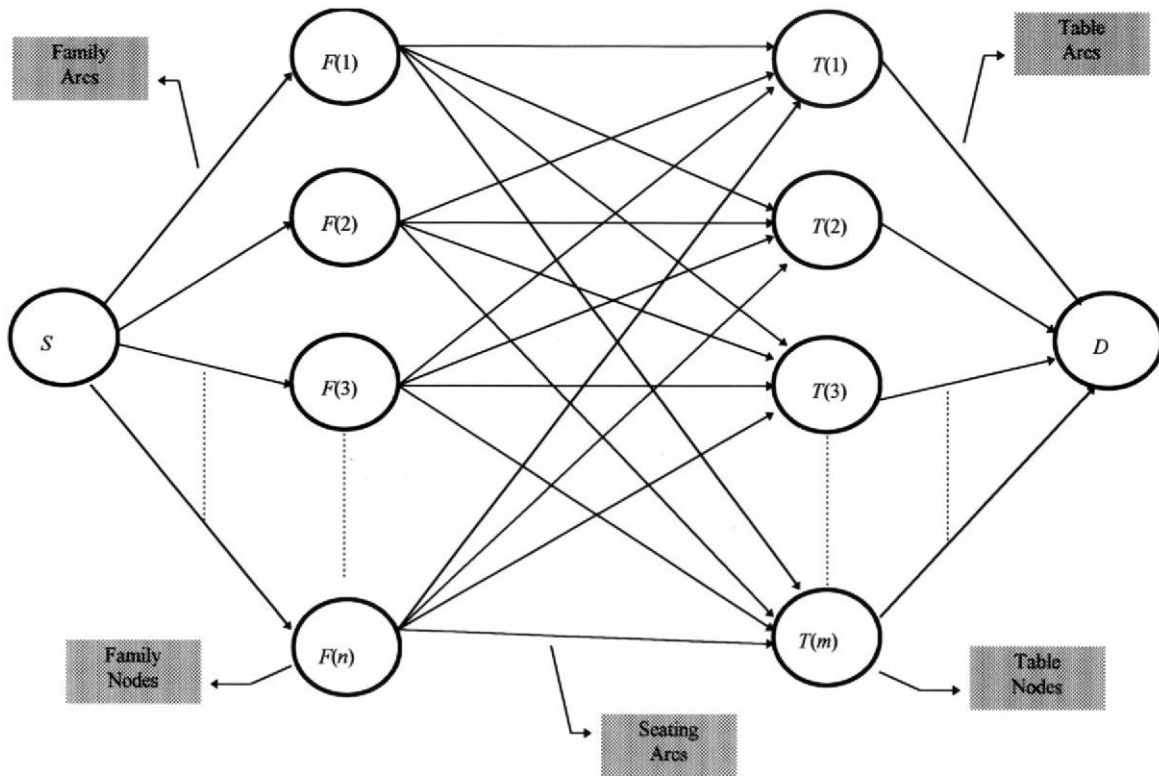 Family
Arcs
F(1)
T(1)
Table
Arcs
F(2)
T(2)
S
F(3)
T(3)
D
F(n)
T(m)
Family
Nodes
Table
Nodes
Seating
Arcs